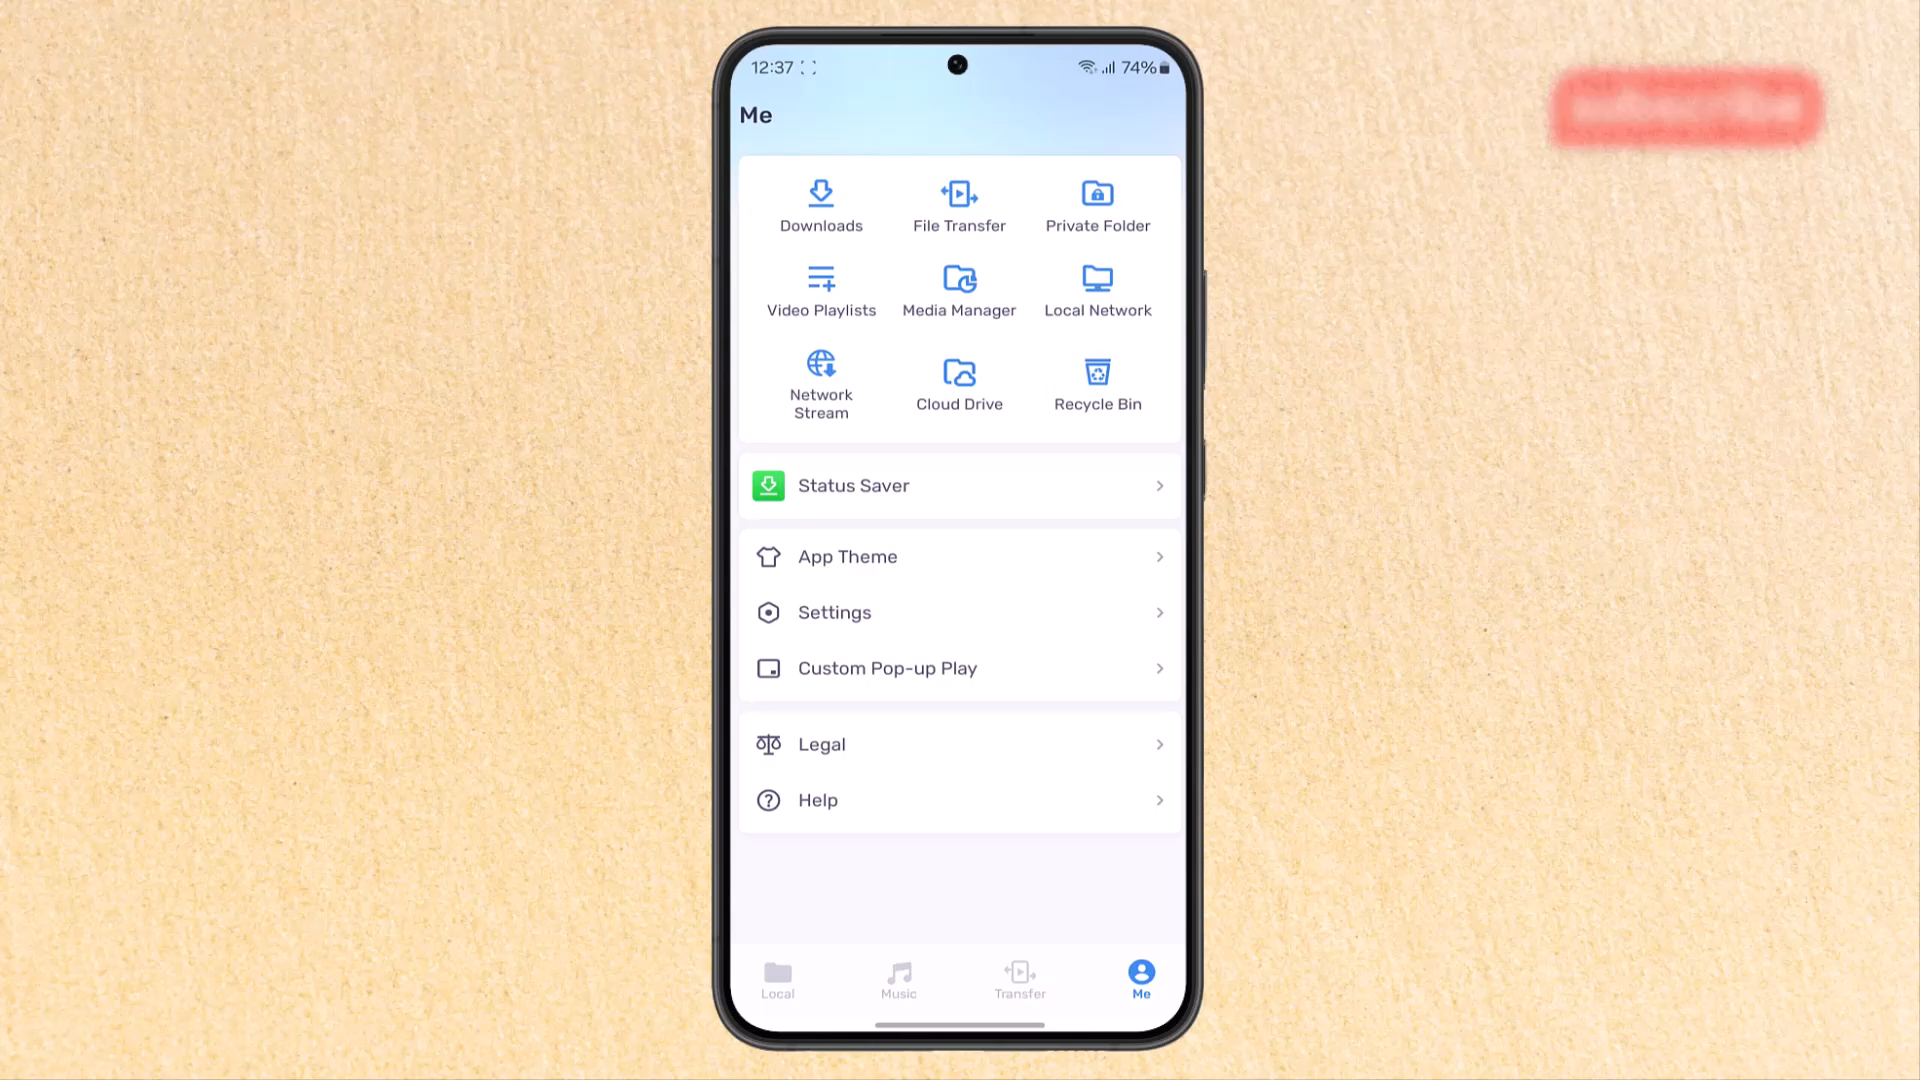 12:37
74%
Me
Downloads
File Transfer
Private Folder
Video Playlists
Media Manager
Local Network
Network
Stream
Cloud Drive
Recycle Bin
Status Saver
App Theme
Settings
Custom Pop-up Play
Legal
Help
Local
Music
Transfer
Me